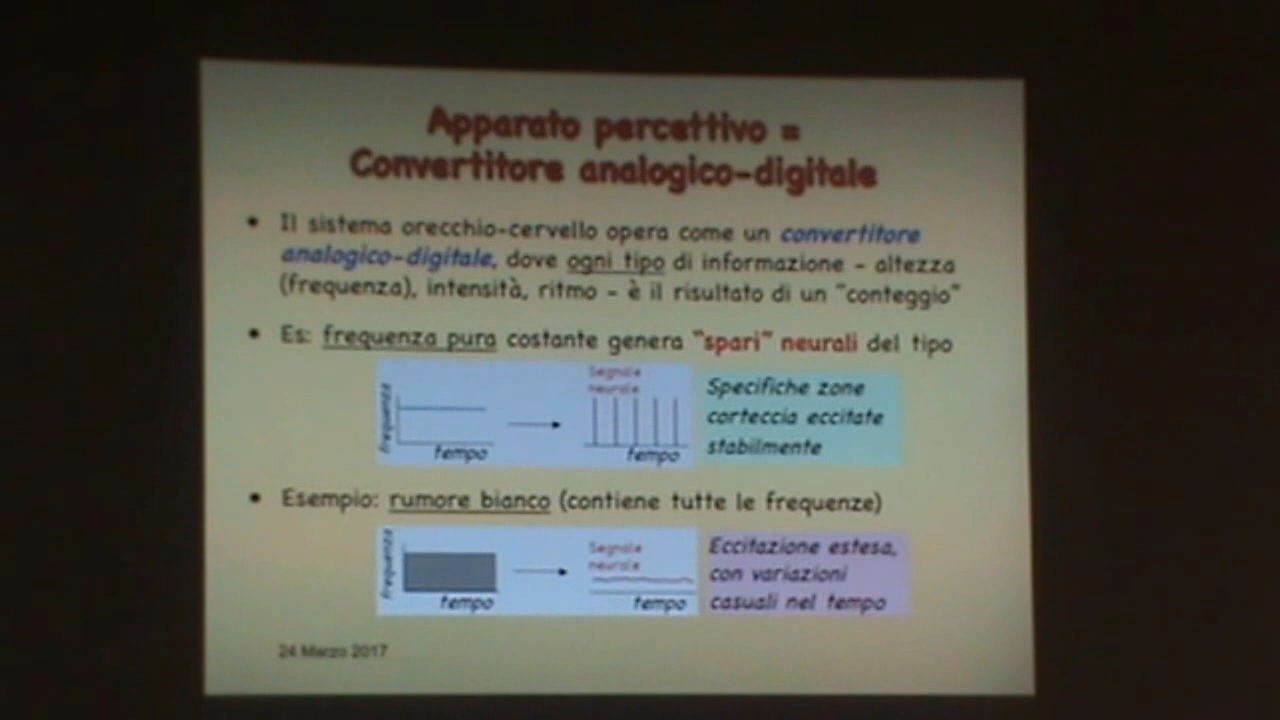 Apparato percettivo =
Convertitore analogico-digitale
• Il sistema orecchio-cervello opera come un convertitore
analogico-digitale, dove ogni tipo di informazione - altezza
(frequenza), intensità, ritmo - è il risultato di un "conteggio"
• Es: frequenza pura costante genera "spari" neurali del tipo
frequenza
tempo
Segnale
neurale
tempo
Specifiche zone
corteccia eccitate
stabilmente
• Esempio: rumore bianco (contiene tutte le frequenze)
frequenza
tempo
Segnale
neurale
tempo
Eccitazione estesa,
con variazioni
casuali nel tempo
24 Marzo 2017